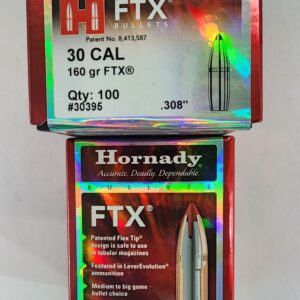 H FTX®
BULLETS
Patent No. 8,413,587
30 CAL
160 gr FTX®
Qty: 100
#30395
.308"
Hornady
Accurate. Deadly. Dependable.
BULLETS
FTX®
Patented Flex Tip®
design is safe to use
in tubular magazines
Featured in LeverEvolution®
ammunition
Medium to big game
bullet choice